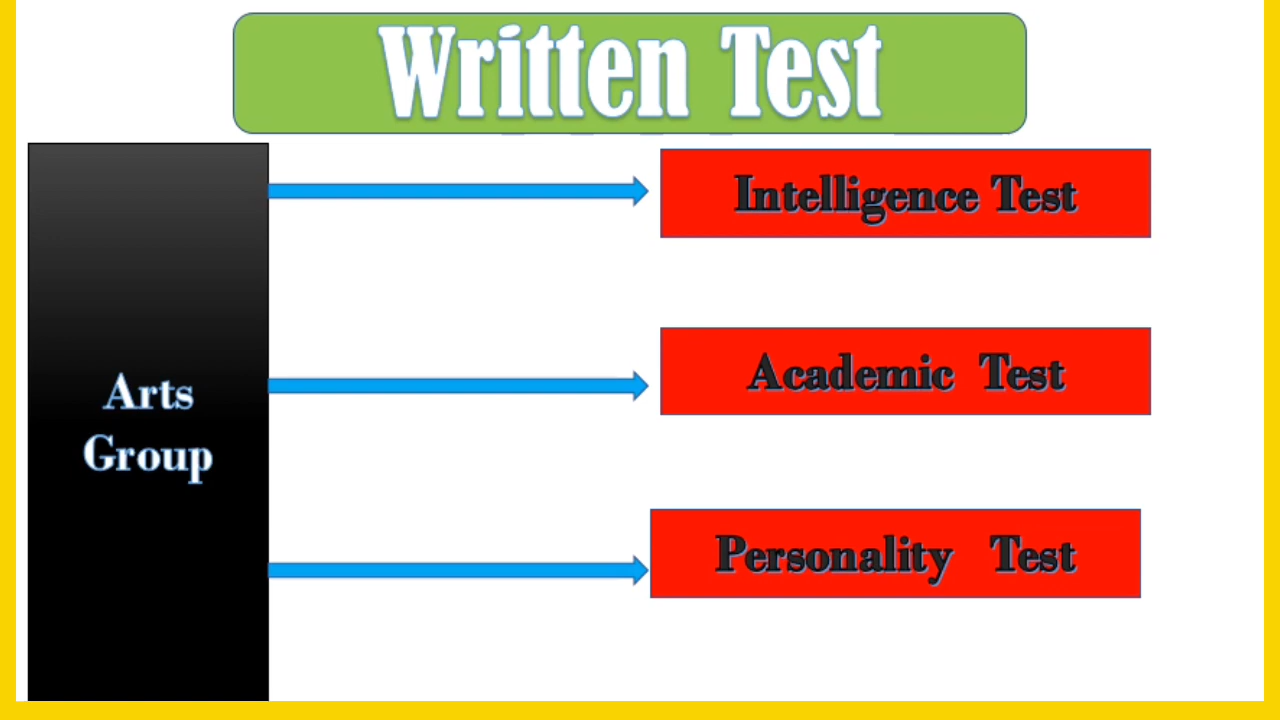 Written Test
Intelligence Test
Arts
Group
Academic Test
Personality Test